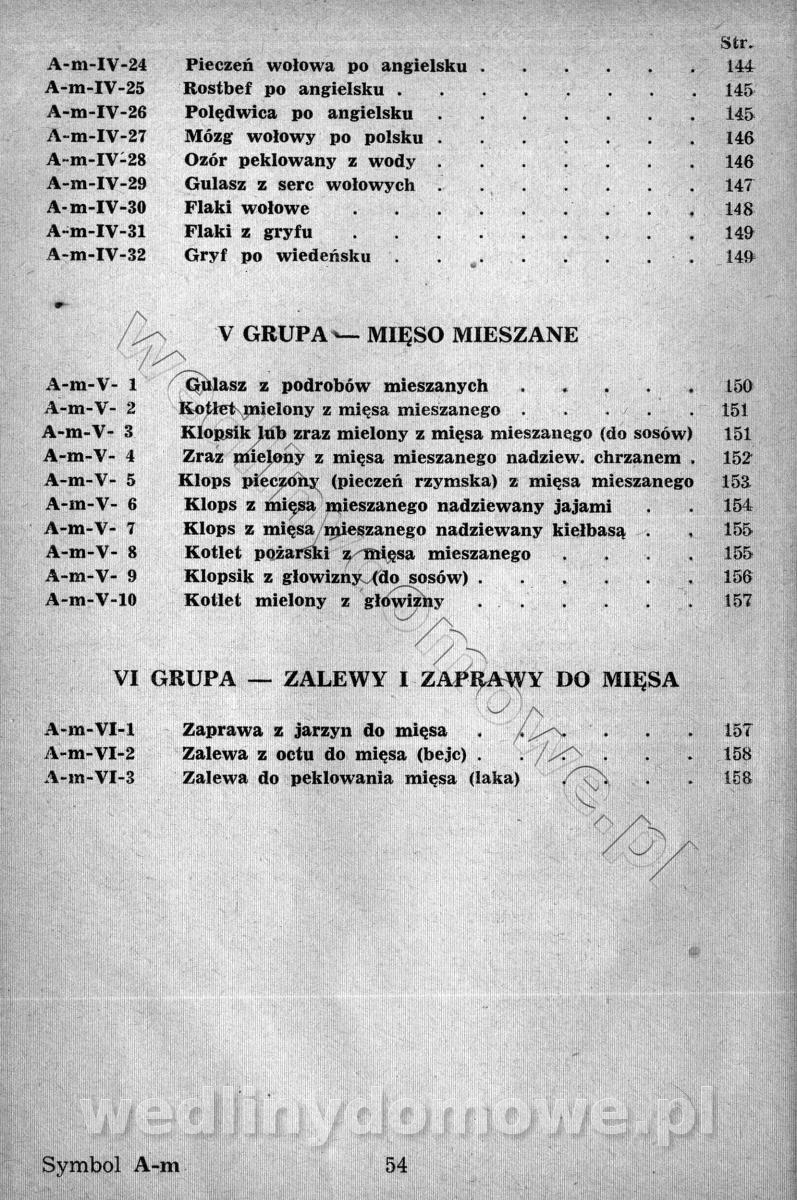 Str.
A-m-IV-24 Pieczeń wołowa po angielsku . . . . . . 144
A-m-IV-25 Rostbef po angielsku . . . . . . . . 145
A-m-IV-26 Polędwica po angielsku . . . . . . . 145
A-m-IV-27 Mózg wołowy po polsku . . . . . . . 146
A-m-IV-28 Ozór peklowany z wody . . . . . . . 146
A-m-IV-29 Gulasz z serc wołowych . . . . . . . 147
A-m-IV-30 Flaki wołowe . . . . . . . . . 148
A-m-IV-31 Flaki z gryfu . . . . . . . . . 149
A-m-IV-32 Gryf po wiedeńsku . . . . . . . . 149
V GRUPA — MIĘSO MIESZANE
A-m-V- 1 Gulasz z podrobów mieszanych . . . . . 150
A-m-V- 2 Kotlet mielony z mięsa mieszanego . . . . . 151
A-m-V- 3 Klopsik lub zraz mielony z mięsa mieszanego (do sosów) 151
A-m-V- 4 Zraz mielony z mięsa mieszanego nadziew. chrzanem . 152
A-m-V- 5 Klops pieczony (pieczeń rzymska) z mięsa mieszanego 153
A-m-V- 6 Klops z mięsa mieszanego nadziewany jajami . . 154
A-m-V- 7 Klops z mięsa mieszanego nadziewany kiełbasą . . 155
A-m-V- 8 Kotlet pożarski z mięsa mieszanego . . . . 155
A-m-V- 9 Klopsik z głowizny (do sosów) . . . . . . 156
A-m-V-10 Kotlet mielony z głowizny . . . . . . 157
VI GRUPA — ZALEWY I ZAPRAWY DO MIĘSA
A-m-VI-1 Zaprawa z jarzyn do mięsa . . . . . . 157
A-m-VI-2 Zalewa z octu do mięsa (bejc) . . . . . . 158
A-m-VI-3 Zalewa do peklowania mięsa (laka) . . . . 158
wedlinydomowe.pl
wedlinydomowe.pl
Symbol A-m 54